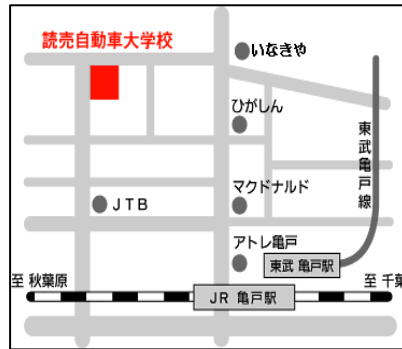 読売自動車大学校
いなきや
ひがしん
東武亀戸線
マクドナルド
JTB
アトレ亀戸
東武 亀戸駅
至 秋葉原
至 千葉
JR 亀戸駅